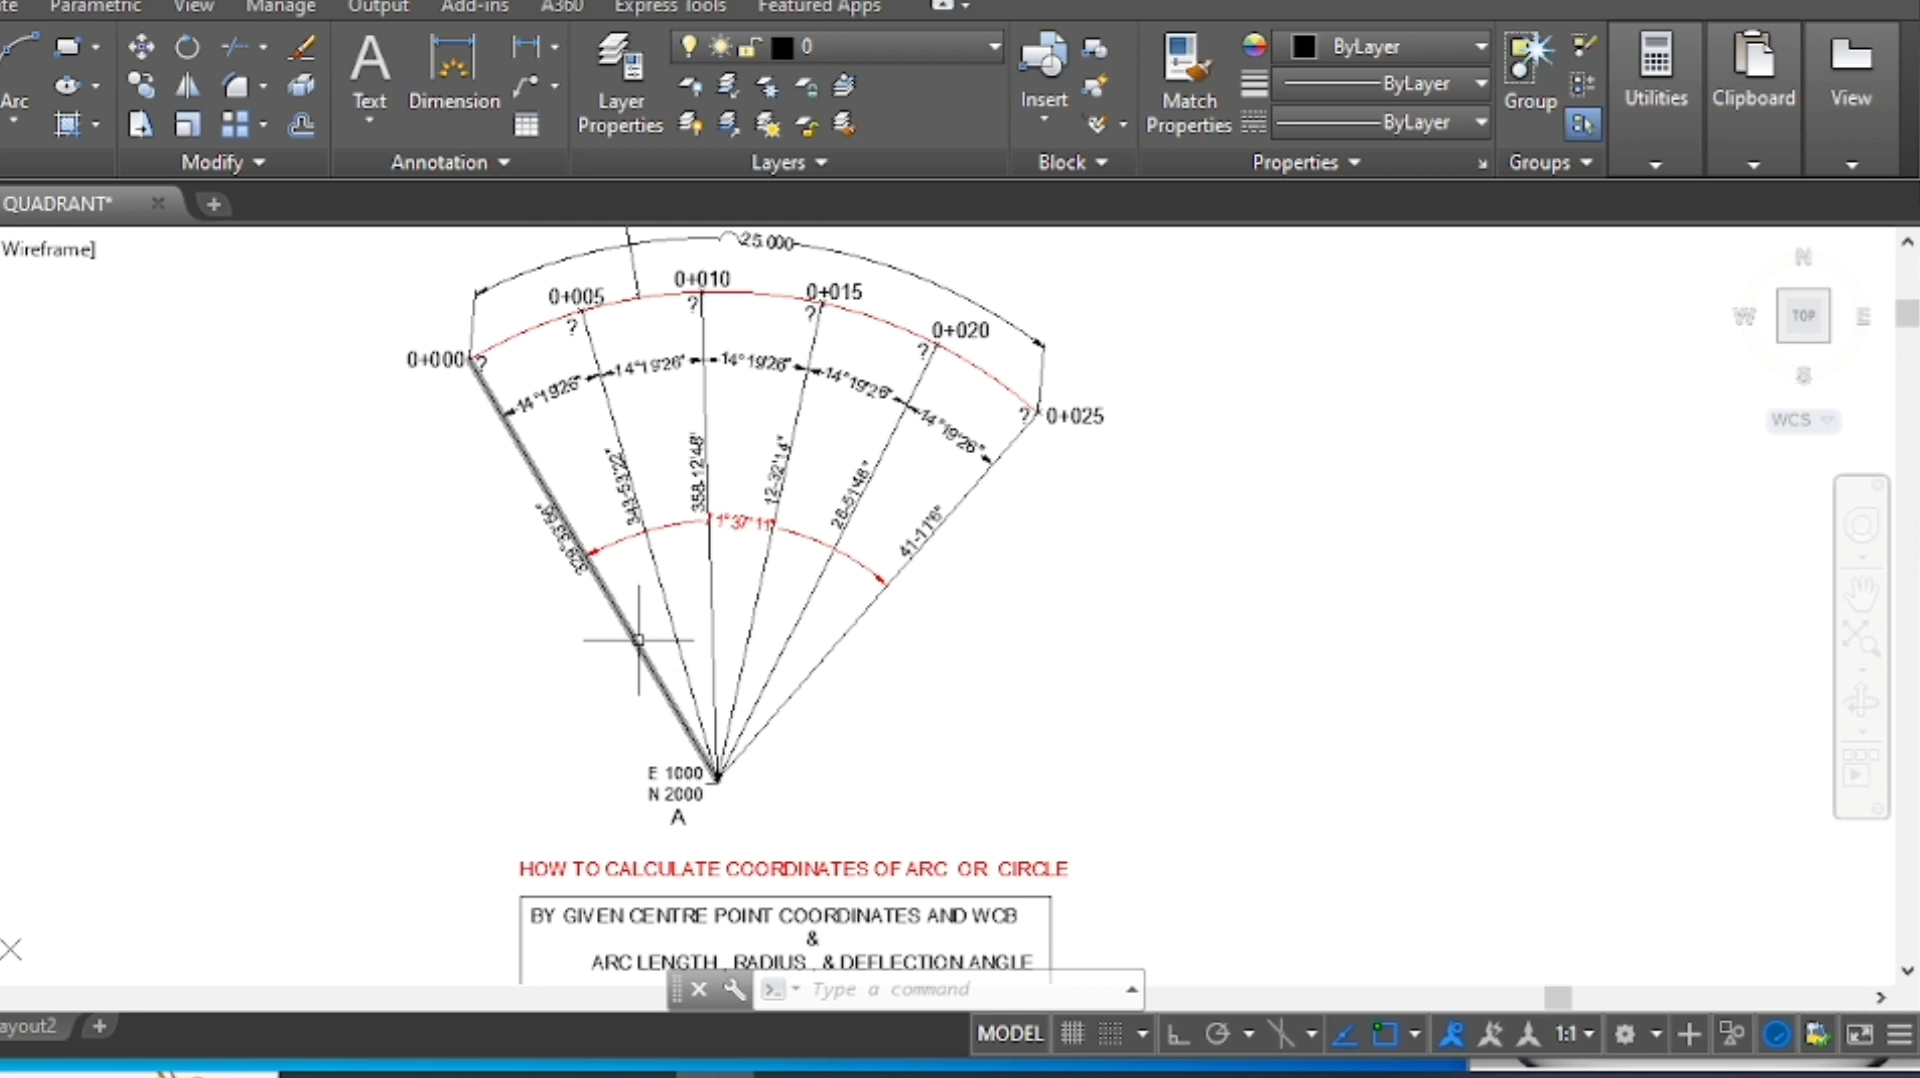 Parametric View Manage Output Add-ins A360 Express Tools Featured Apps
0
ByLayer
Arc
Text
Dimension
Layer
Properties
Insert
Match
Properties
ByLayer
ByLayer
Group
Utilities
Clipboard
View
Modify
Annotation
Layers
Block
Properties
Groups
QUADRANT*
Wireframe]
25.000
0+000
0+005
0+010
0+015
0+020
0+025
?
?
?
?
?
?
14°19'26"
14°19'26"
14°19'26"
14°19'26"
14°19'26"
343-53'22"
358-12'48"
12-32'14"
26-51'48"
41-11'6"
1°37'11"
E 1000
N 2000
A
HOW TO CALCULATE COORDINATES OF ARC OR CIRCLE
BY GIVEN CENTRE POINT COORDINATES AND WCB
&
ARC LENGTH , RADIUS , & DEFLECTION ANGLE
N
W
TOP
E
S
WCS
Type a command
ayout2
MODEL
1:1